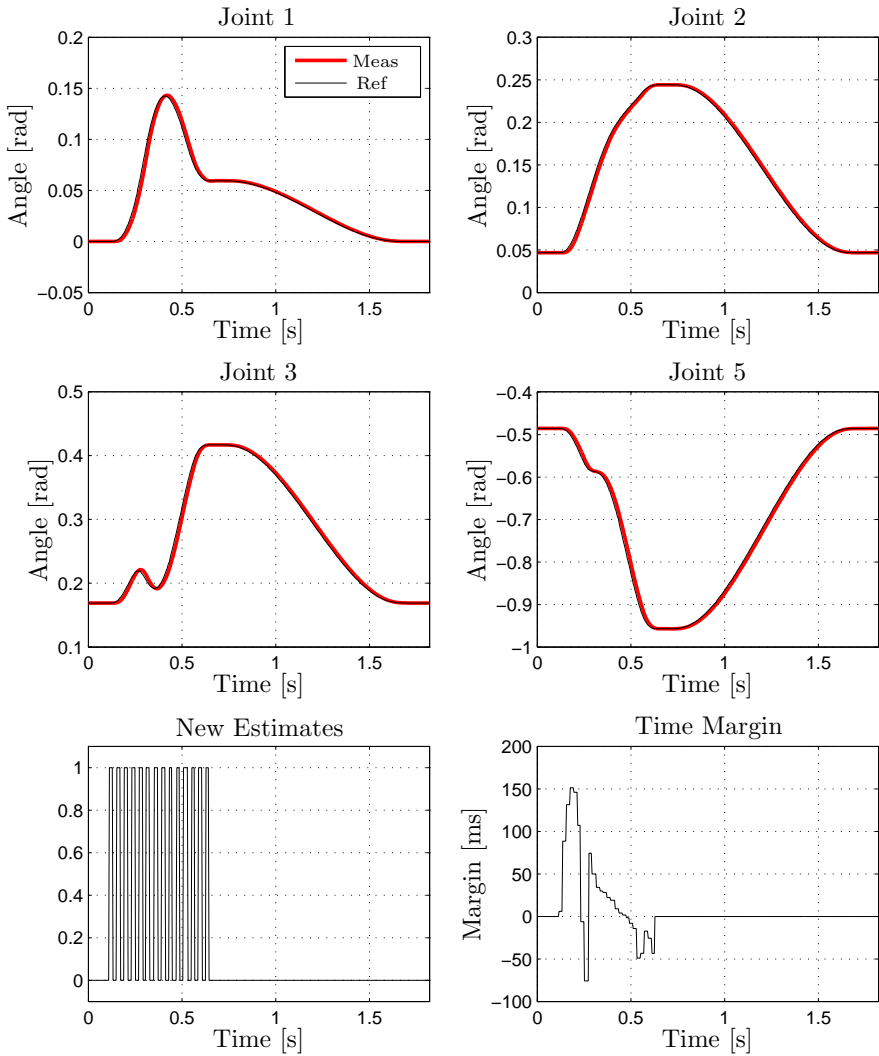 Joint 1
0.2
0.15
0.1
0.05
0
−0.05
Angle [rad]
Meas
Ref
0 0.5 1 1.5
Time [s]
Joint 2
0.3
0.25
0.2
0.15
0.1
0.05
0
Angle [rad]
0 0.5 1 1.5
Time [s]
Joint 3
0.5
0.4
0.3
0.2
0.1
Angle [rad]
0 0.5 1 1.5
Time [s]
Joint 5
−0.4
−0.5
−0.6
−0.7
−0.8
−0.9
−1
Angle [rad]
0 0.5 1 1.5
Time [s]
New Estimates
1
0.8
0.6
0.4
0.2
0
0 0.5 1 1.5
Time [s]
Time Margin
200
150
100
50
0
−50
−100
Margin [ms]
0 0.5 1 1.5
Time [s]